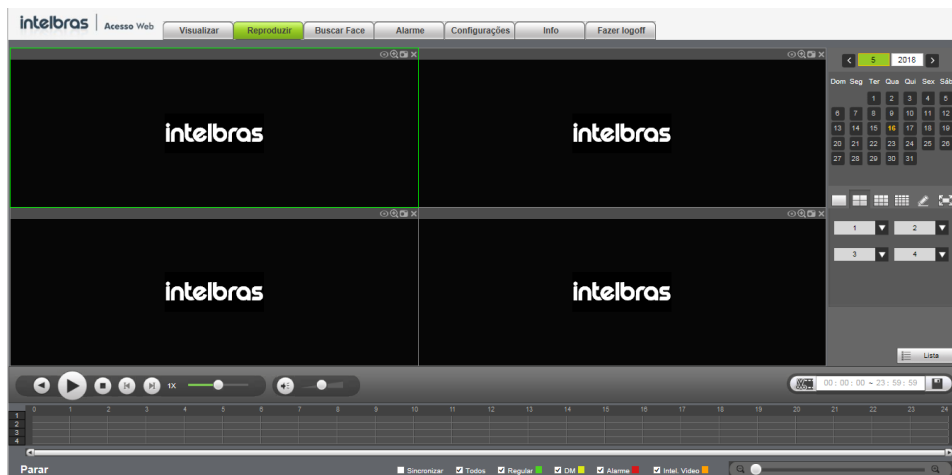 intelbras Acesso Web Visualizar Reproduzir Buscar Face Alarme Configurações Info Fazer logoff
5 2018
Dom Seg Ter Qua Qui Sex Sáb
1 2 3 4 5
6 7 8 9 10 11 12
13 14 15 16 17 18 19
20 21 22 23 24 25 26
27 28 29 30 31
intelbras intelbras
1 2
3 4
intelbras intelbras
Lista
1X 00 : 00 : 00 ~ 23 : 59 : 59
0 1 2 3 4 5 6 7 8 9 10 11 12 13 14 15 16 17 18 19 20 21 22 23 24
1
2
3
4
Parar Sincronizar Todos Regular DM Alarme Intel. Video